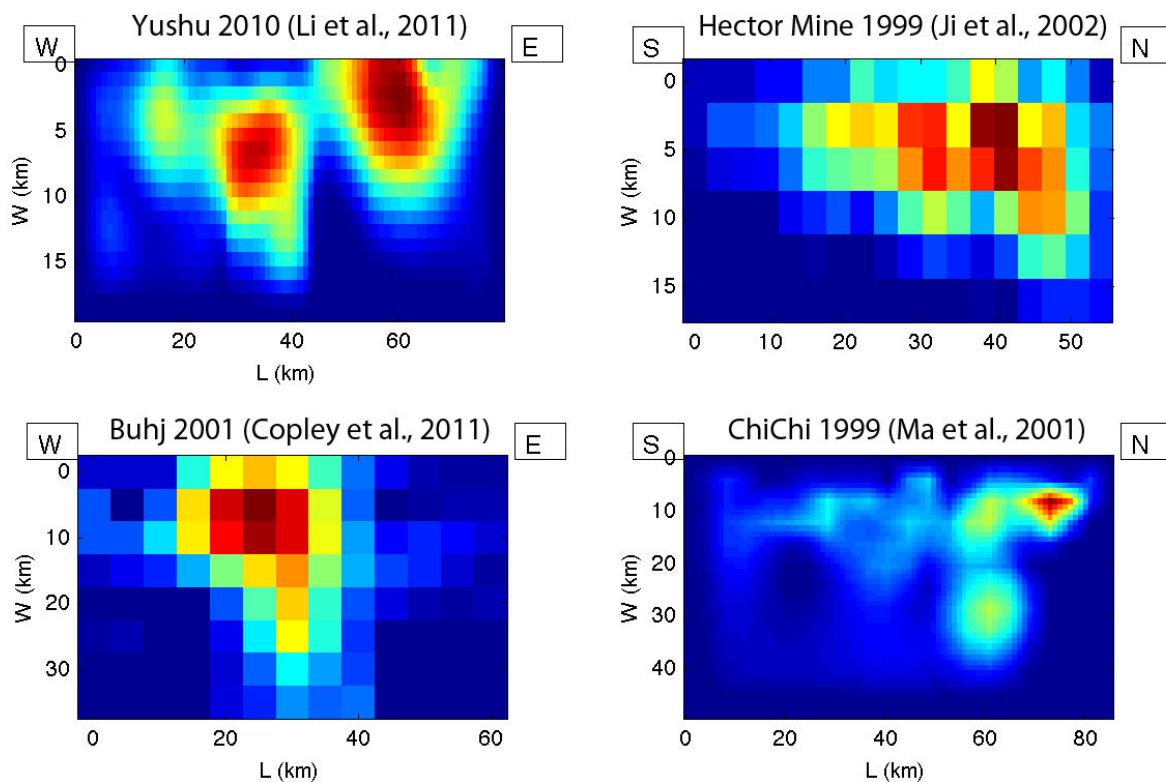 Yushu 2010 (Li et al., 2011)
W
E
0
5
10
15
W (km)
0
20
40
60
L (km)
Hector Mine 1999 (Ji et al., 2002)
S
N
0
5
10
15
W (km)
0
10
20
30
40
50
Buhj 2001 (Copley et al., 2011)
W
E
0
10
20
30
W (km)
0
20
40
60
L (km)
ChiChi 1999 (Ma et al., 2001)
S
N
0
10
20
30
40
W (km)
0
20
40
60
80
L (km)